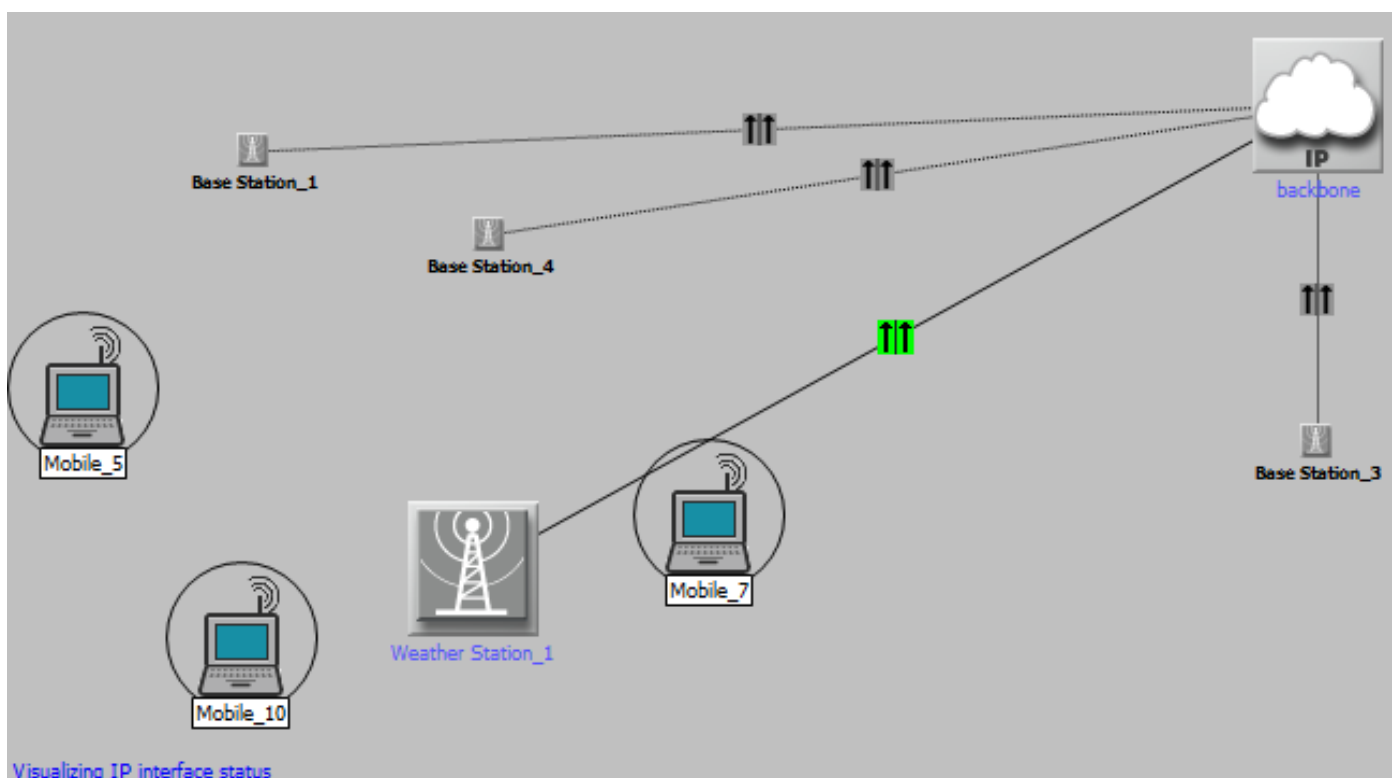 IP
backbone
Base Station_1
Base Station_4
Mobile_5
Base Station_3
Mobile_7
Weather Station_1
Mobile_10
Visualizing IP interface status